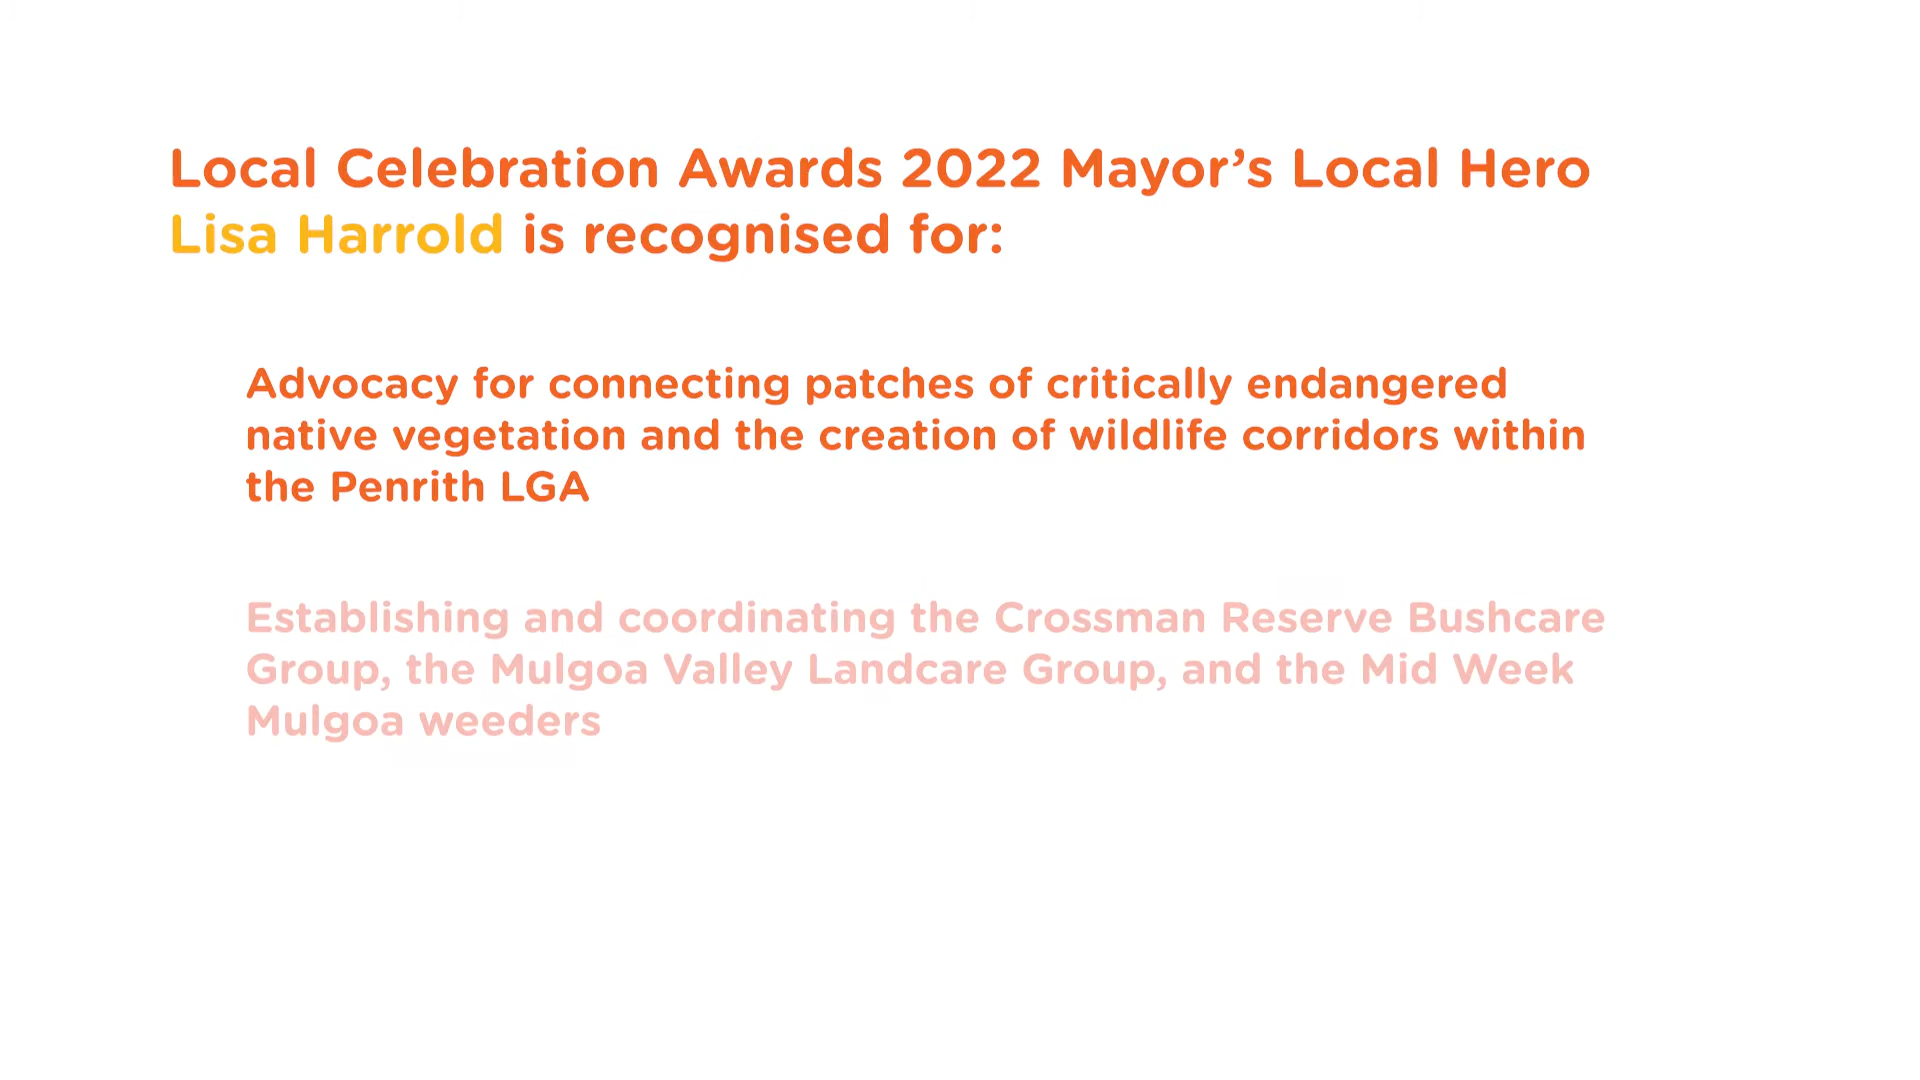 Local Celebration Awards 2022 Mayor’s Local Hero
Lisa Harrold is recognised for:
Advocacy for connecting patches of critically endangered
native vegetation and the creation of wildlife corridors within
the Penrith LGA
Establishing and coordinating the Crossman Reserve Bushcare
Group, the Mulgoa Valley Landcare Group, and the Mid Week
Mulgoa weeders